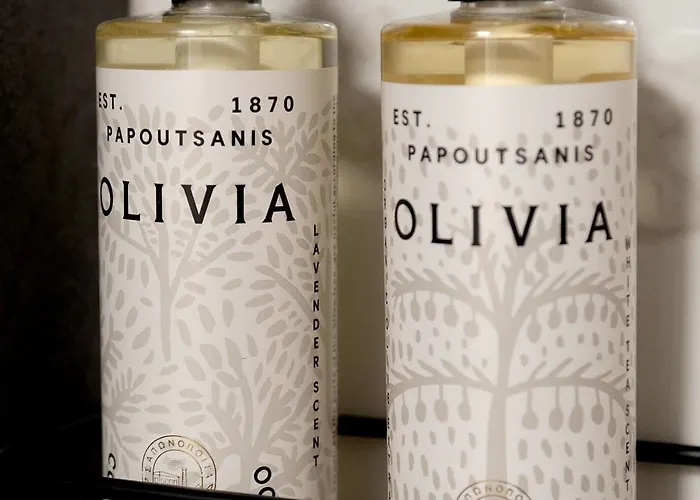 EST. 1870
PAPOUTSANIS
OLIVIA
LAVENDER SCENT
EST. 1870
PAPOUTSANIS
OLIVIA
WHITE TEA SCENT